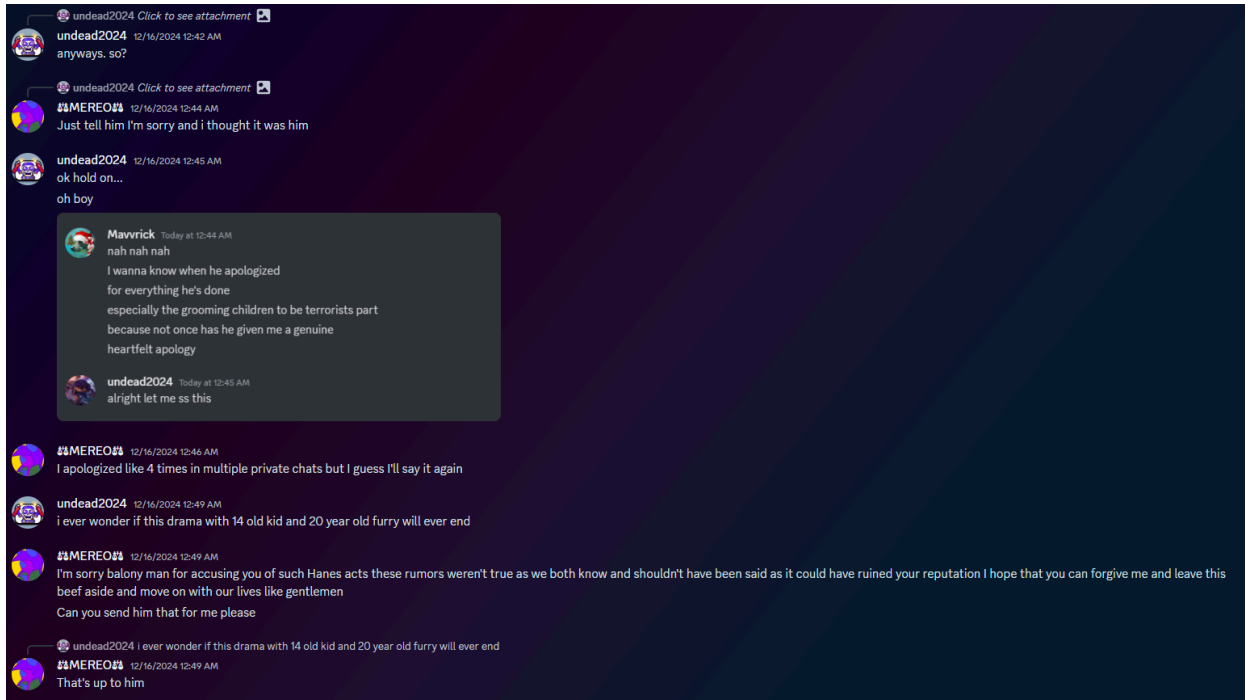 undead2024 Click to see attachment
undead2024 12/16/2024 12:42 AM
anyways. so?
undead2024 Click to see attachment
MEREO 12/16/2024 12:44 AM
Just tell him I'm sorry and i thought it was him
undead2024 12/16/2024 12:45 AM
ok hold on...
oh boy
Mavvrick Today at 12:44 AM
nah nah nah
I wanna know when he apologized
for everything he's done
especially the grooming children to be terrorists part
because not once has he given me a genuine
heartfelt apology
undead2024 Today at 12:45 AM
alright let me ss this
MEREO 12/16/2024 12:46 AM
I apologized like 4 times in multiple private chats but I guess I'll say it again
undead2024 12/16/2024 12:49 AM
i ever wonder if this drama with 14 old kid and 20 year old furry will ever end
MEREO 12/16/2024 12:49 AM
I'm sorry balony man for accusing you of such Hanes acts these rumors weren't true as we both know and shouldn't have been said as it could have ruined your reputation I hope that you can forgive me and leave this
beef aside and move on with our lives like gentlemen
Can you send him that for me please
undead2024 i ever wonder if this drama with 14 old kid and 20 year old furry will ever end
MEREO 12/16/2024 12:49 AM
That's up to him